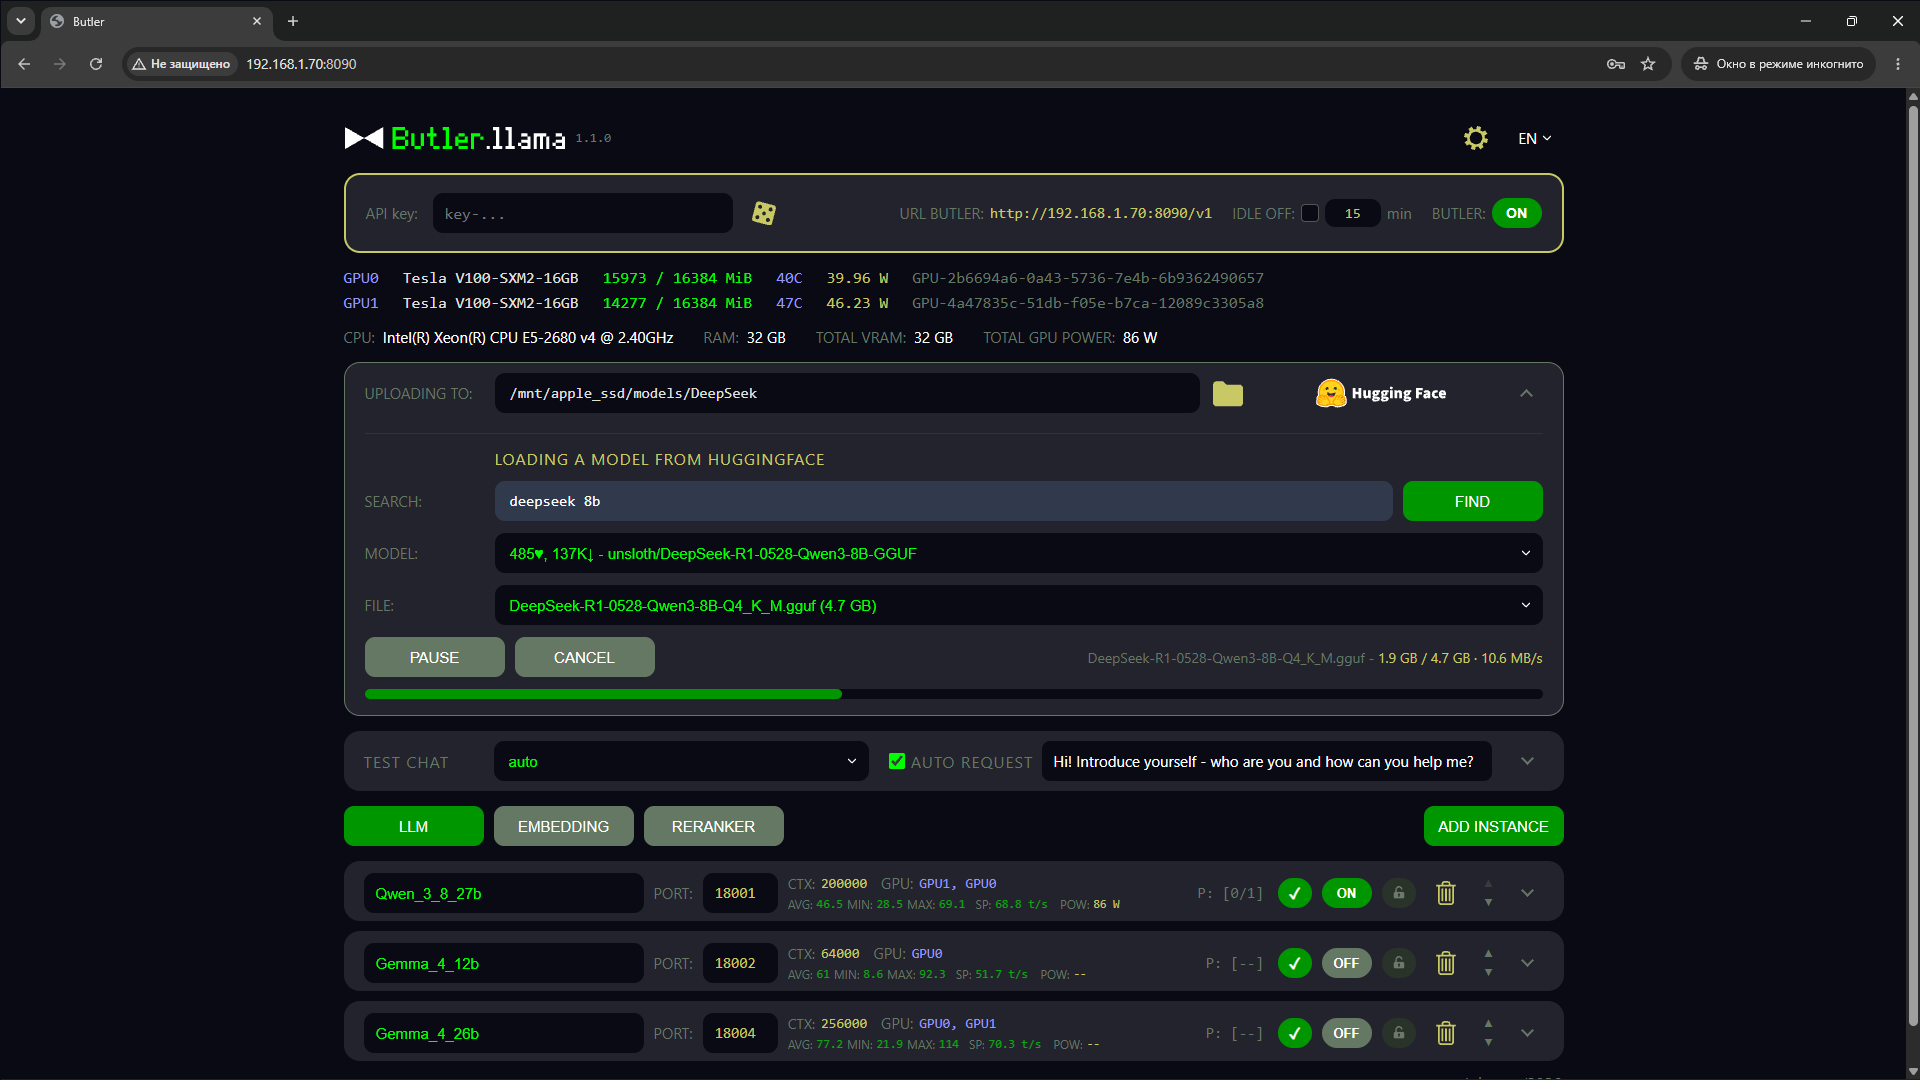 Butler
Не защищено 192.168.1.70:8090 Окно в режиме инкогнито
Butler.llama 1.1.0 EN
API key: key-... URL BUTLER: http://192.168.1.70:8090/v1 IDLE OFF: 15 min BUTLER: ON
GPU0 Tesla V100-SXM2-16GB 15973 / 16384 MiB 40C 39.96 W GPU-2b6694a6-0a43-5736-7e4b-6b9362490657
GPU1 Tesla V100-SXM2-16GB 14277 / 16384 MiB 47C 46.23 W GPU-4a47835c-51db-f05e-b7ca-12089c3305a8
CPU: Intel(R) Xeon(R) CPU E5-2680 v4 @ 2.40GHz RAM: 32 GB TOTAL VRAM: 32 GB TOTAL GPU POWER: 86 W
UPLOADING TO: /mnt/apple_ssd/models/DeepSeek Hugging Face
LOADING A MODEL FROM HUGGINGFACE
SEARCH: deepseek 8b FIND
MODEL: 485♥, 137K↓ - unsloth/DeepSeek-R1-0528-Qwen3-8B-GGUF
FILE: DeepSeek-R1-0528-Qwen3-8B-Q4_K_M.gguf (4.7 GB)
PAUSE CANCEL DeepSeek-R1-0528-Qwen3-8B-Q4_K_M.gguf - 1.9 GB / 4.7 GB · 10.6 MB/s
TEST CHAT auto AUTO REQUEST Hi! Introduce yourself - who are you and how can you help me?
LLM EMBEDDING RERANKER ADD INSTANCE
Qwen_3_8_27b PORT: 18001 CTX: 200000 GPU: GPU1, GPU0 P: [0/1] ON
AVG: 46.5 MIN: 28.5 MAX: 69.1 SP: 68.8 t/s POW: 86 W
Gemma_4_12b PORT: 18002 CTX: 64000 GPU: GPU0 P: [--] OFF
AVG: 61 MIN: 8.6 MAX: 92.3 SP: 51.7 t/s POW: --
Gemma_4_26b PORT: 18004 CTX: 256000 GPU: GPU0, GPU1 P: [--] OFF
AVG: 77.2 MIN: 21.9 MAX: 114 SP: 70.3 t/s POW: --